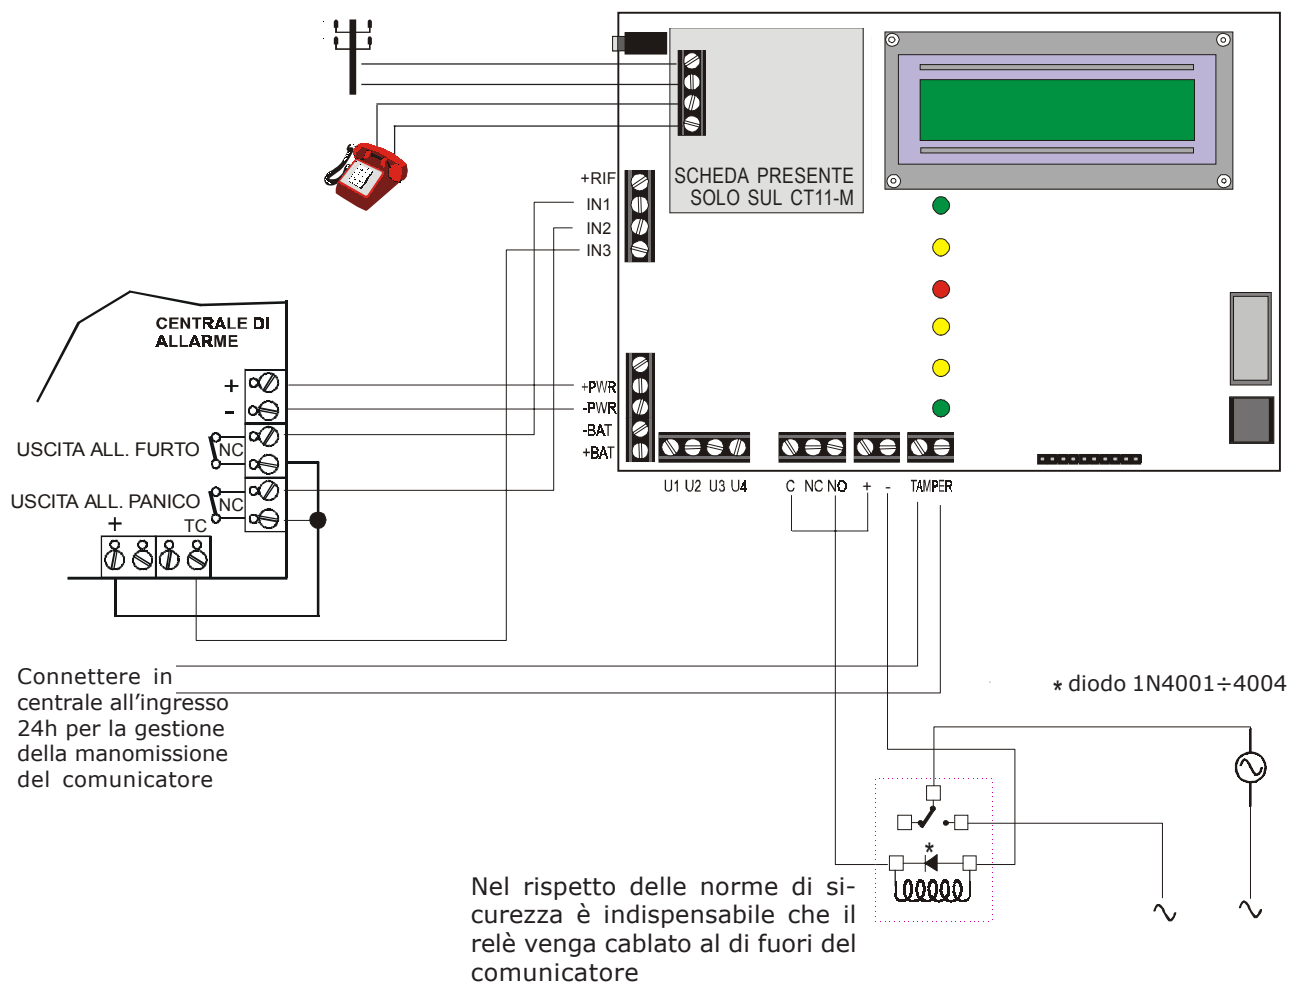 SCHEDA PRESENTE
SOLO SUL CT11-M
+RIF
IN1
IN2
IN3
CENTRALE DI
ALLARME
+
-
USCITA ALL. FURTO
NC
USCITA ALL. PANICO
NC
+
TC
+PWR
-PWR
-BAT
+BAT
U1 U2 U3 U4
C NC NO + -
TAMPER
Connettere in
centrale all'ingresso
24h per la gestione
della manomissione
del comunicatore
* diodo 1N4001÷4004
*
Nel rispetto delle norme di si-
curezza è indispensabile che il
relè venga cablato al di fuori del
comunicatore